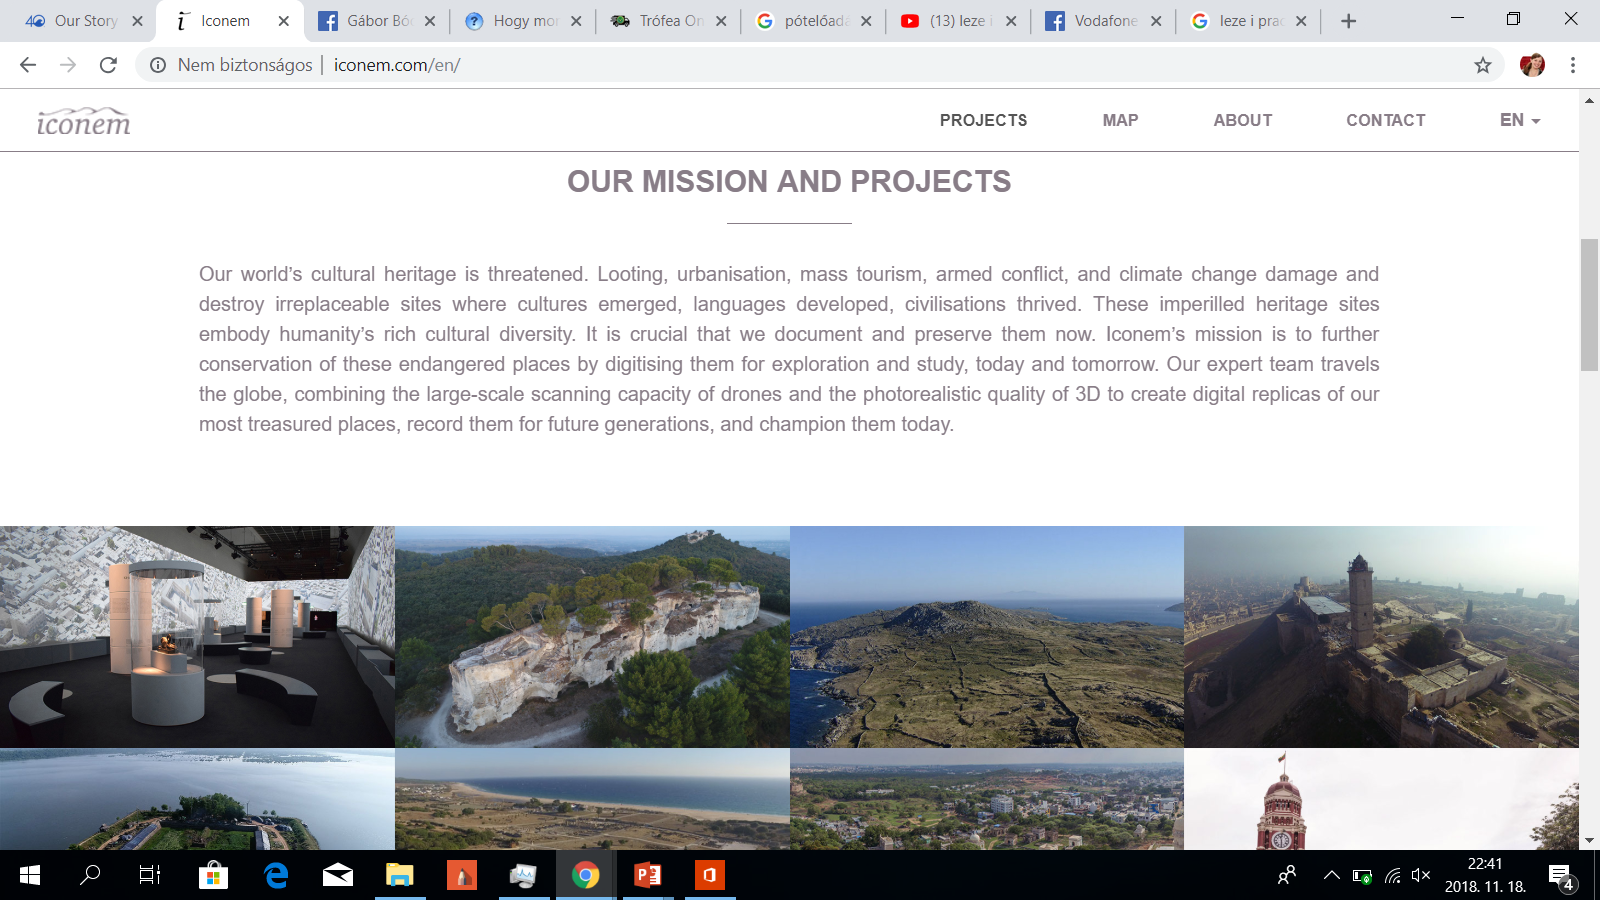 Our Story
Iconem
Gábor Bó
Hogy mo
Trófea On
pótelőad
(13) leze i
Vodafone
leze i pra
Nem biztonságos | iconem.com/en/
iconem
PROJECTS
MAP
ABOUT
CONTACT
EN
OUR MISSION AND PROJECTS
Our world’s cultural heritage is threatened. Looting, urbanisation, mass tourism, armed conflict, and climate change damage and
destroy irreplaceable sites where cultures emerged, languages developed, civilisations thrived. These imperilled heritage sites
embody humanity’s rich cultural diversity. It is crucial that we document and preserve them now. Iconem’s mission is to further
conservation of these endangered places by digitising them for exploration and study, today and tomorrow. Our expert team travels
the globe, combining the large-scale scanning capacity of drones and the photorealistic quality of 3D to create digital replicas of our
most treasured places, record them for future generations, and champion them today.
22:41
2018. 11. 18.
4